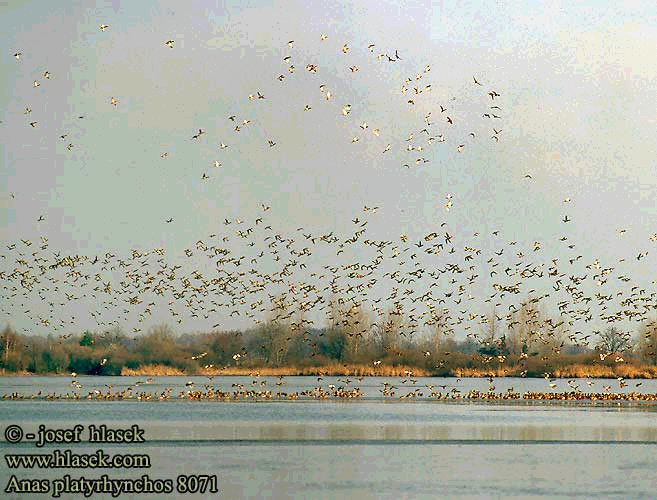 © - josef hlasek
www.hlasek.com
Anas platyrhynchos 8071